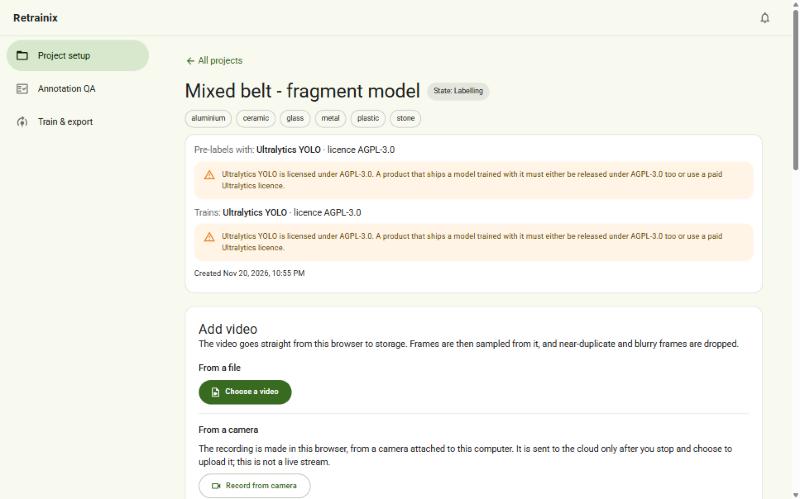 Retrainix
Project setup
Annotation QA
Train & export
All projects
Mixed belt - fragment model
State: Labelling
aluminium
ceramic
glass
metal
plastic
stone
Pre-labels with: Ultralytics YOLO · licence AGPL-3.0
Ultralytics YOLO is licensed under AGPL-3.0. A product that ships a model trained with it must either be released under AGPL-3.0 too or use a paid
Ultralytics licence.
Trains: Ultralytics YOLO · licence AGPL-3.0
Ultralytics YOLO is licensed under AGPL-3.0. A product that ships a model trained with it must either be released under AGPL-3.0 too or use a paid
Ultralytics licence.
Created Nov 20, 2026, 10:55 PM
Add video
The video goes straight from this browser to storage. Frames are then sampled from it, and near-duplicate and blurry frames are dropped.
From a file
Choose a video
From a camera
The recording is made in this browser, from a camera attached to this computer. It is sent to the cloud only after you stop and choose to
upload it; this is not a live stream.
Record from camera